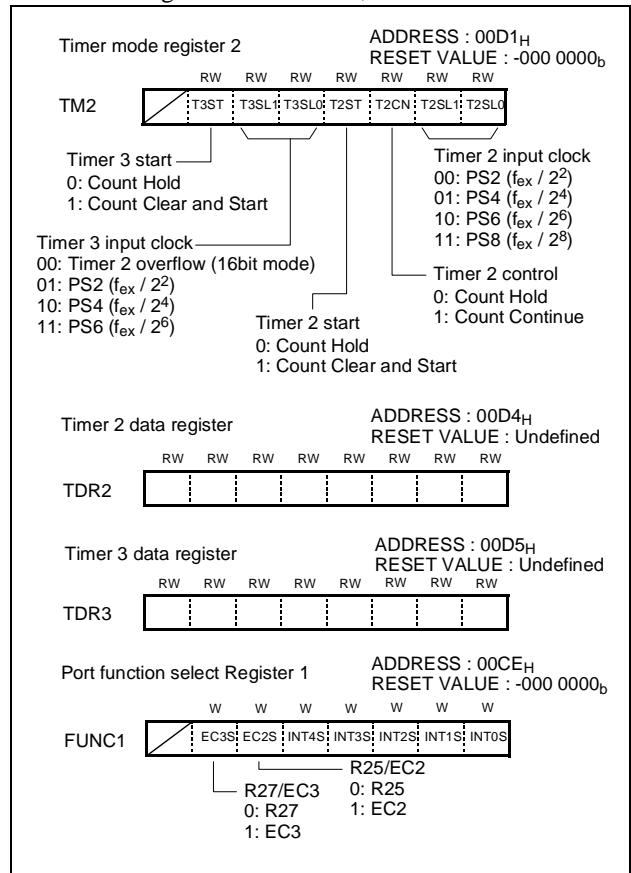 Timer mode register 2
ADDRESS : 00D1H
RESET VALUE : -000 0000b
RW RW RW RW RW RW RW
TM2
T3ST T3SL1 T3SL0 T2ST T2CN T2SL1 T2SL0
Timer 3 start
0: Count Hold
1: Count Clear and Start
Timer 2 input clock
00: PS2 (fex / 2²)
01: PS4 (fex / 2⁴)
10: PS6 (fex / 2⁶)
11: PS8 (fex / 2⁸)
Timer 3 input clock
00: Timer 2 overflow (16bit mode)
01: PS2 (fex / 2²)
10: PS4 (fex / 2⁴)
11: PS6 (fex / 2⁶)
Timer 2 control
0: Count Hold
1: Count Continue
Timer 2 start
0: Count Hold
1: Count Clear and Start
Timer 2 data register
ADDRESS : 00D4H
RESET VALUE : Undefined
RW RW RW RW RW RW RW RW
TDR2
Timer 3 data register
ADDRESS : 00D5H
RESET VALUE : Undefined
RW RW RW RW RW RW RW RW
TDR3
Port function select Register 1
ADDRESS : 00CEH
RESET VALUE : -000 0000b
W W W W W W W
FUNC1
EC3S EC2S INT4S INT3S INT2S INT1S INT0S
R25/EC2
0: R25
1: EC2
R27/EC3
0: R27
1: EC3